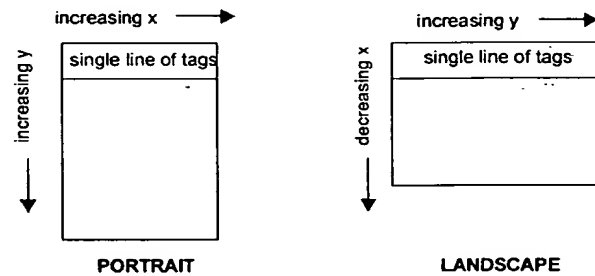 increasing x
increasing y
single line of tags
PORTRAIT
increasing y
decreasing x
single line of tags
LANDSCAPE